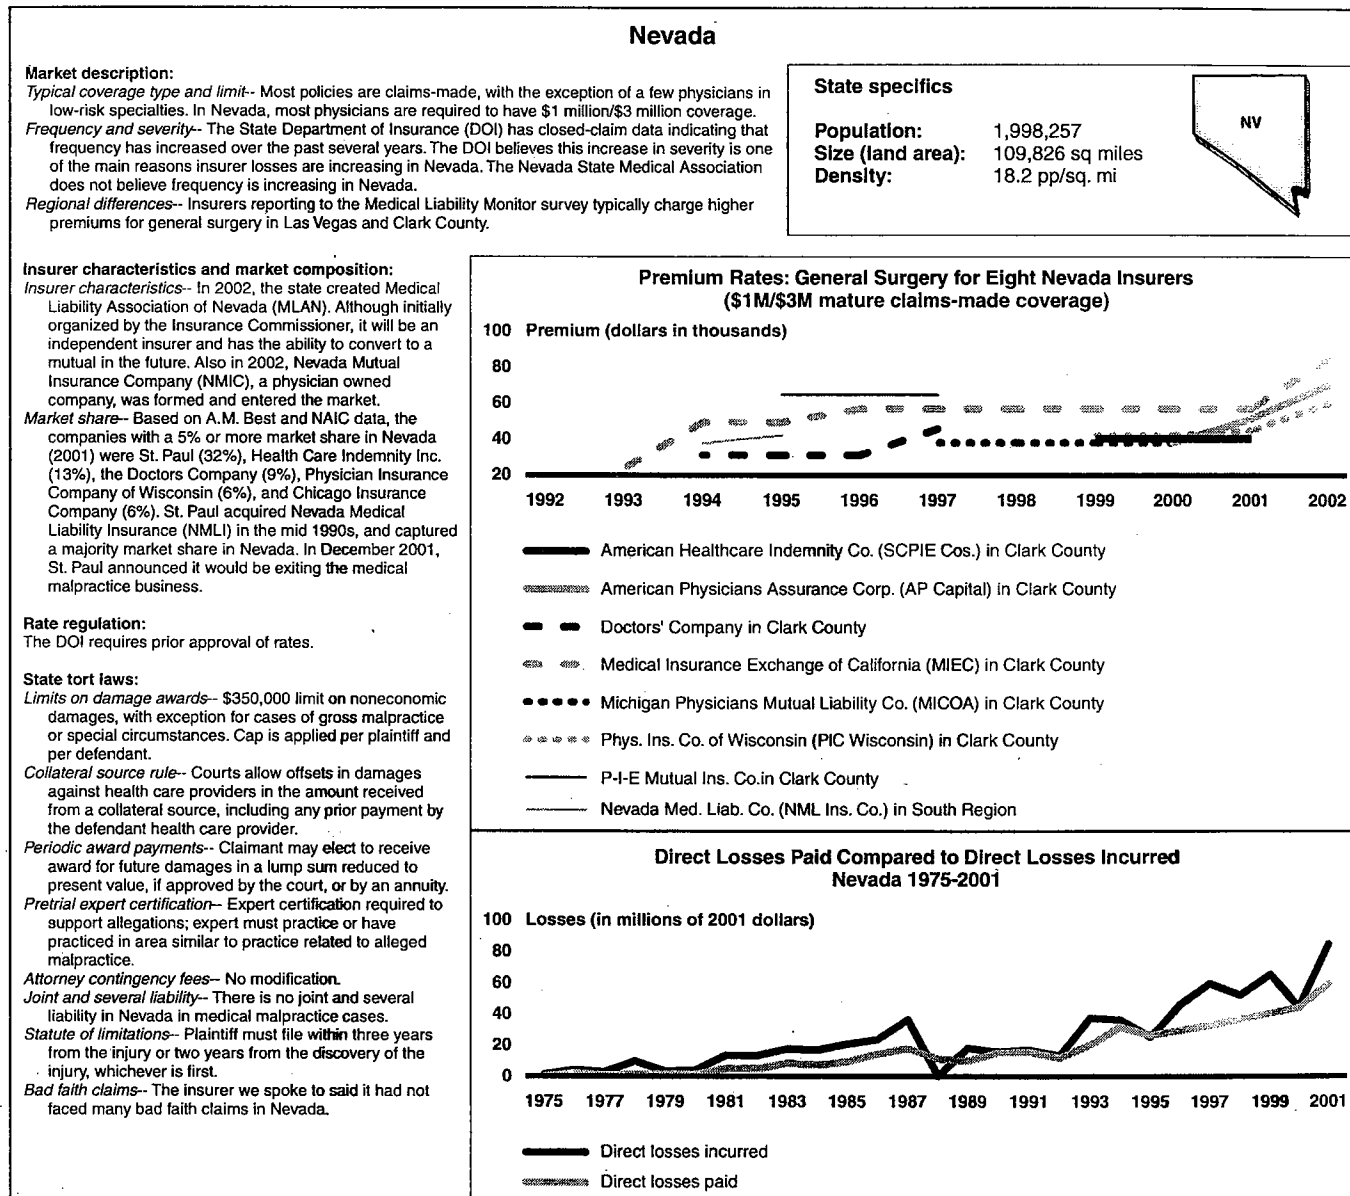 Nevada
Market description:
Typical coverage type and limit-- Most policies are claims-made, with the exception of a few physicians in
low-risk specialties. In Nevada, most physicians are required to have $1 million/$3 million coverage.
Frequency and severity-- The State Department of Insurance (DOI) has closed-claim data indicating that
frequency has increased over the past several years. The DOI believes this increase in severity is one
of the main reasons insurer losses are increasing in Nevada. The Nevada State Medical Association
does not believe frequency is increasing in Nevada.
Regional differences-- Insurers reporting to the Medical Liability Monitor survey typically charge higher
premiums for general surgery in Las Vegas and Clark County.
State specifics
Population: 1,998,257
Size (land area): 109,826 sq miles
Density: 18.2 pp/sq. mi
NV
Insurer characteristics and market composition:
Insurer characteristics-- In 2002, the state created Medical
Liability Association of Nevada (MLAN). Although initially
organized by the Insurance Commissioner, it will be an
independent insurer and has the ability to convert to a
mutual in the future. Also in 2002, Nevada Mutual
Insurance Company (NMIC), a physician owned
company, was formed and entered the market.
Market share-- Based on A.M. Best and NAIC data, the
companies with a 5% or more market share in Nevada
(2001) were St. Paul (32%), Health Care Indemnity Inc.
(13%), the Doctors Company (9%), Physician Insurance
Company of Wisconsin (6%), and Chicago Insurance
Company (6%). St. Paul acquired Nevada Medical
Liability Insurance (NMLI) in the mid 1990s, and captured
a majority market share in Nevada. In December 2001,
St. Paul announced it would be exiting the medical
malpractice business.
Rate regulation:
The DOI requires prior approval of rates.
State tort laws:
Limits on damage awards-- $350,000 limit on noneconomic
damages, with exception for cases of gross malpractice
or special circumstances. Cap is applied per plaintiff and
per defendant.
Collateral source rule-- Courts allow offsets in damages
against health care providers in the amount received
from a collateral source, including any prior payment by
the defendant health care provider.
Periodic award payments-- Claimant may elect to receive
award for future damages in a lump sum reduced to
present value, if approved by the court, or by an annuity.
Pretrial expert certification-- Expert certification required to
support allegations; expert must practice or have
practiced in area similar to practice related to alleged
malpractice.
Attorney contingency fees-- No modification.
Joint and several liability-- There is no joint and several
liability in Nevada in medical malpractice cases.
Statute of limitations-- Plaintiff must file within three years
from the injury or two years from the discovery of the
injury, whichever is first.
Bad faith claims-- The insurer we spoke to said it had not
faced many bad faith claims in Nevada.
Premium Rates: General Surgery for Eight Nevada Insurers
($1M/$3M mature claims-made coverage)
100 Premium (dollars in thousands)
80
60
40
20
1992 1993 1994 1995 1996 1997 1998 1999 2000 2001 2002
American Healthcare Indemnity Co. (SCPIE Cos.) in Clark County
American Physicians Assurance Corp. (AP Capital) in Clark County
Doctors' Company in Clark County
Medical Insurance Exchange of California (MIEC) in Clark County
Michigan Physicians Mutual Liability Co. (MICOA) in Clark County
Phys. Ins. Co. of Wisconsin (PIC Wisconsin) in Clark County
P-I-E Mutual Ins. Co.in Clark County
Nevada Med. Liab. Co. (NML Ins. Co.) in South Region
Direct Losses Paid Compared to Direct Losses Incurred
Nevada 1975-2001
100 Losses (in millions of 2001 dollars)
80
60
40
20
0
1975 1977 1979 1981 1983 1985 1987 1989 1991 1993 1995 1997 1999 2001
Direct losses incurred
Direct losses paid